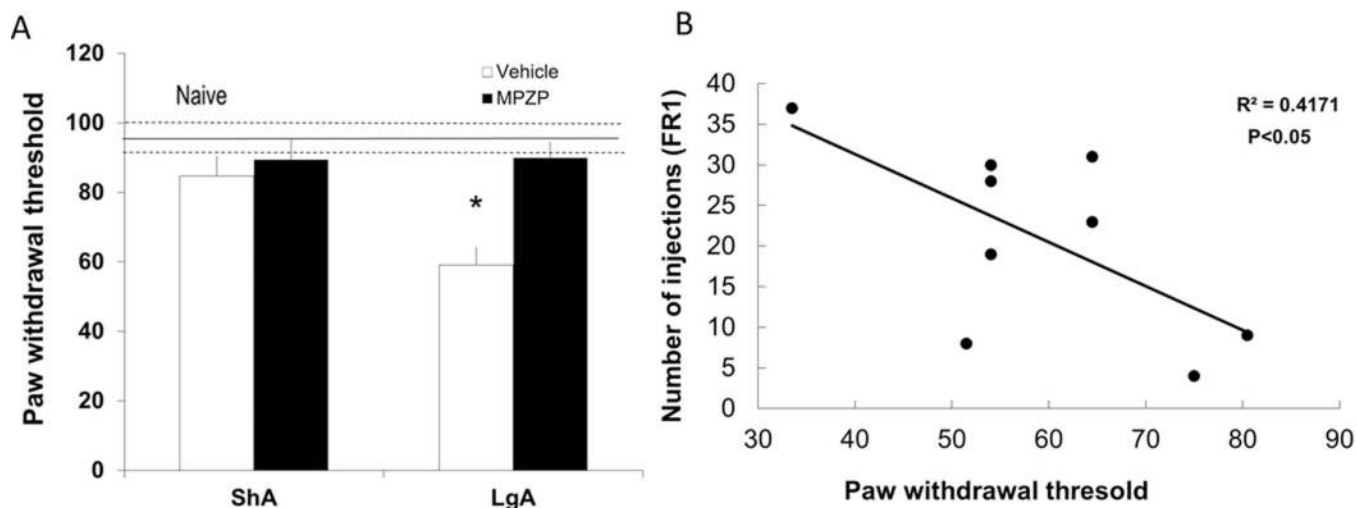 A
Paw withdrawal threshold
120
100
80
60
40
20
0
Naive
Vehicle
MPZP
*
ShA
LgA
B
Number of injections (FR1)
40
35
30
25
20
15
10
5
0
R² = 0.4171
P<0.05
30
40
50
60
70
80
90
Paw withdrawal thresold